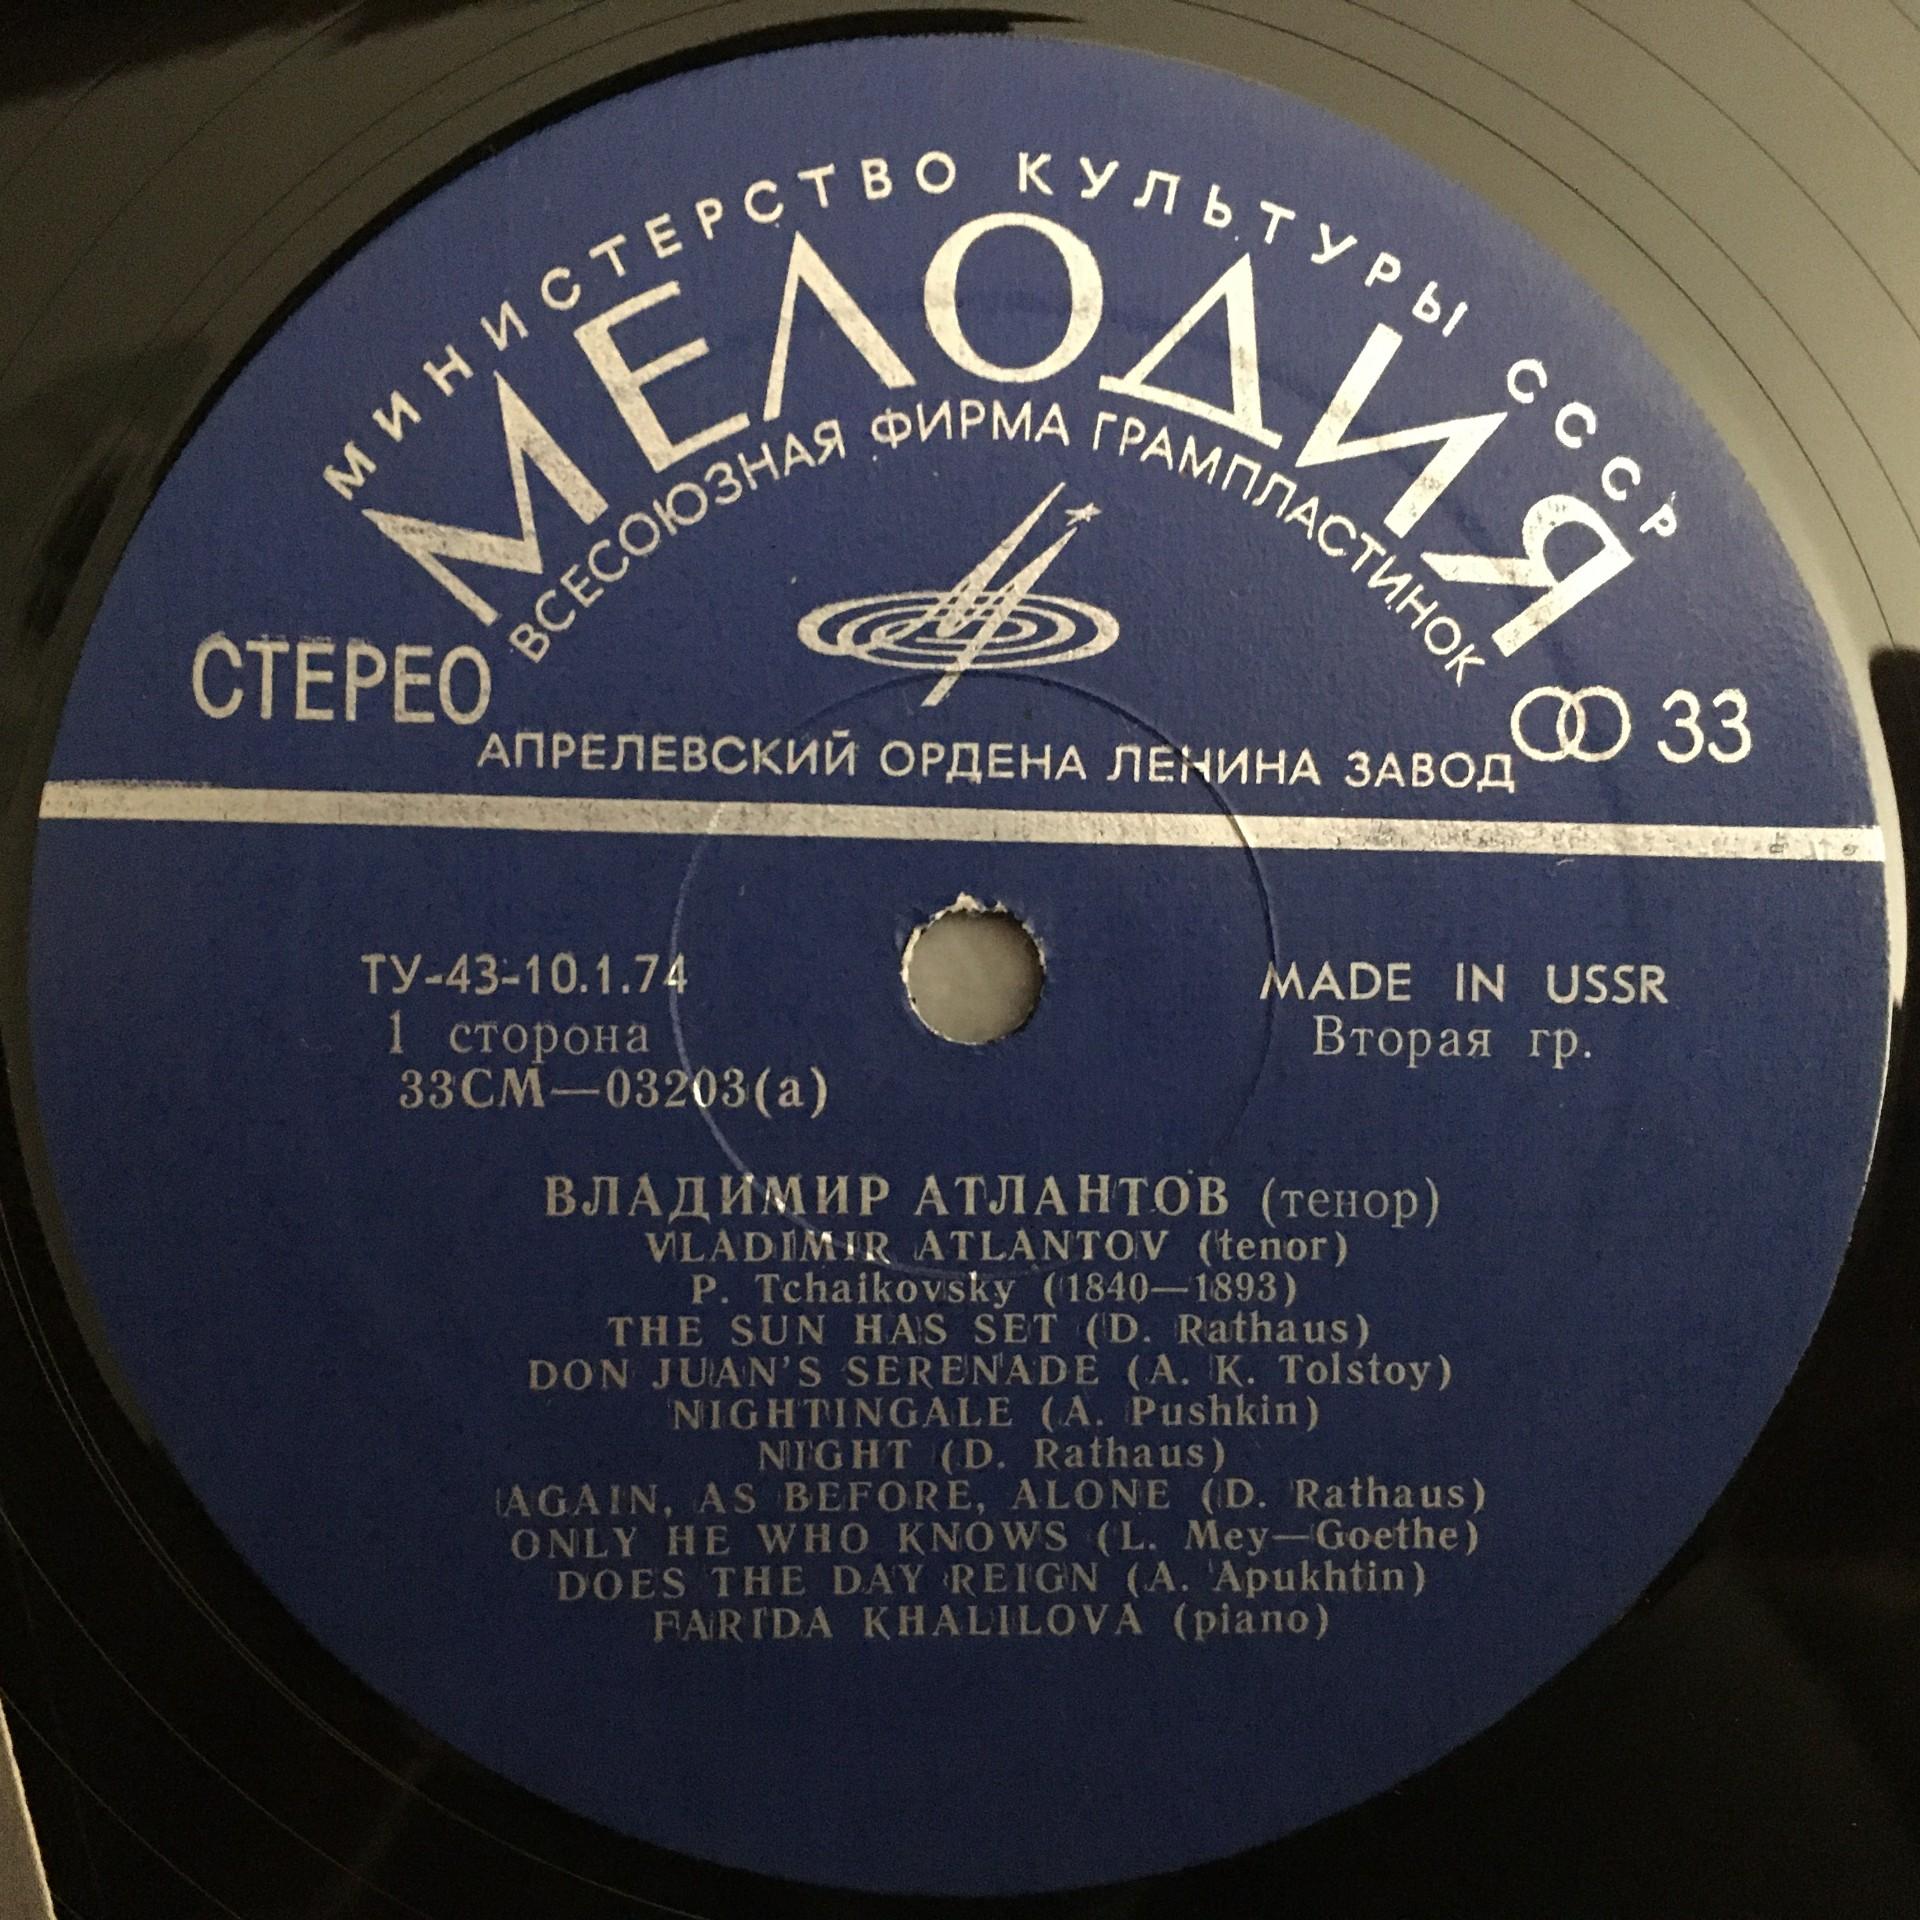 МИНИСТЕРСТВО КУЛЬТУРЫ СССР
МЕЛОДИЯ
ВСЕСОЮЗНАЯ ФИРМА ГРАМПЛАСТИНОК
СТЕРЕО
33
АПРЕЛЕВСКИЙ ОРДЕНА ЛЕНИНА ЗАВОД
ТУ-43-10.1.74
MADE IN USSR
1 сторона
Вторая гр.
33СМ—03203(а)
ВЛАДИМИР АТЛАНТОВ (тенор)
VLADIMIR ATLANTOV (tenor)
P. Tchaikovsky (1840—1893)
THE SUN HAS SET (D. Rathaus)
DON JUAN'S SERENADE (A. K. Tolstoy)
NIGHTINGALE (A. Pushkin)
NIGHT (D. Rathaus)
AGAIN, AS BEFORE, ALONE (D. Rathaus)
ONLY HE WHO KNOWS (L. Mey—Goethe)
DOES THE DAY REIGN (A. Apukhtin)
FARIDA KHALILOVA (piano)